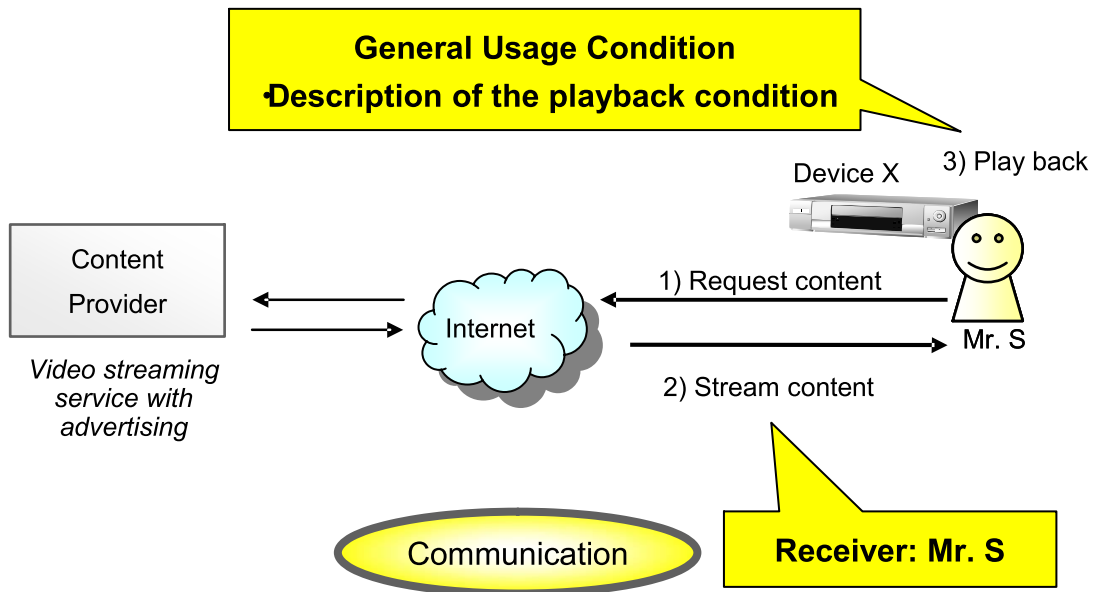 General Usage Condition
•Description of the playback condition
3) Play back
Device X
Content
Provider
1) Request content
Internet
Mr. S
Video streaming
service with
advertising
2) Stream content
Communication
Receiver: Mr. S